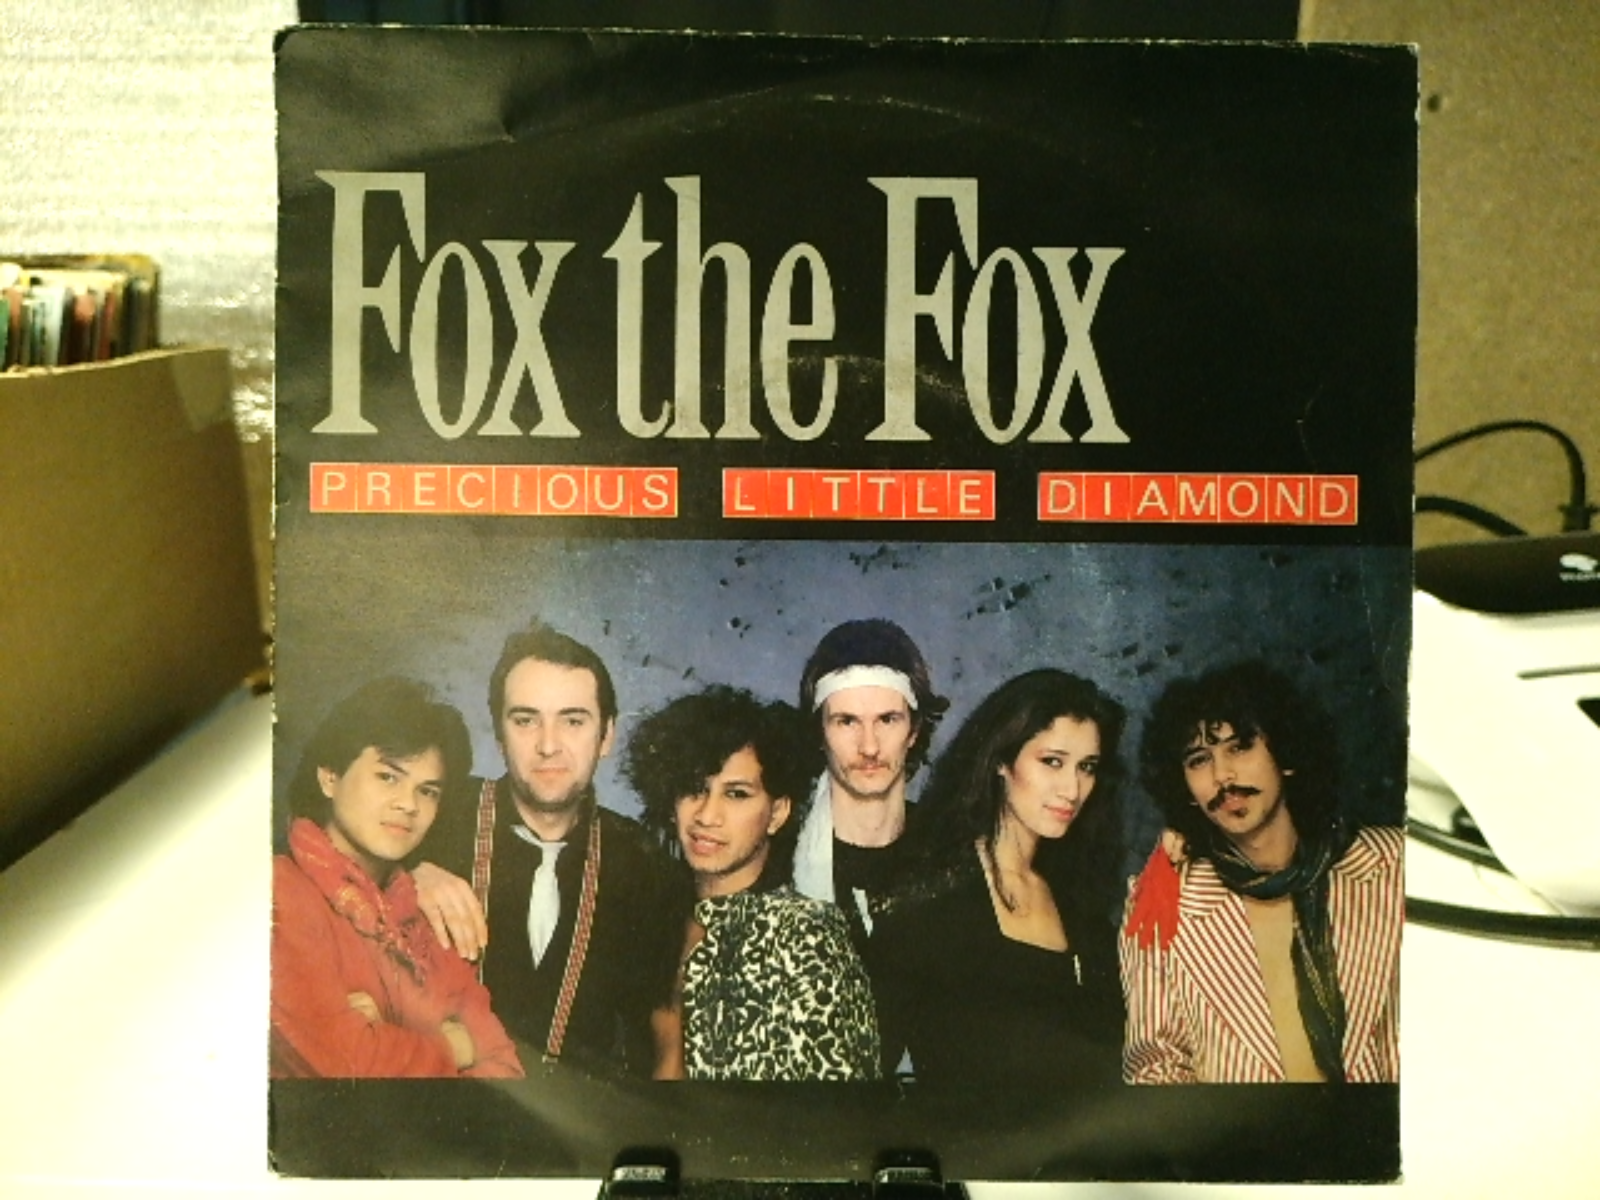 Fox the Fox
PRECIOUS LITTLE DIAMOND